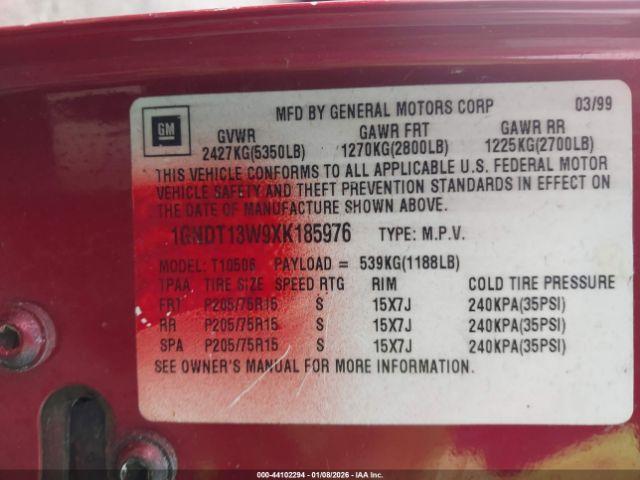 MFD BY GENERAL MOTORS CORP 03/99
GM
GVWR GAWR FRT GAWR RR
2427KG(5350LB) 1270KG(2800LB) 1225KG(2700LB)
THIS VEHICLE CONFORMS TO ALL APPLICABLE U.S. FEDERAL MOTOR
VEHICLE SAFETY AND THEFT PREVENTION STANDARDS IN EFFECT ON
THE DATE OF MANUFACTURE SHOWN ABOVE.
1GNDT13W9XK185976 TYPE: M.P.V.
MODEL: T10506 PAYLOAD = 539KG(1188LB)
TPAA TIRE SIZE SPEED RTG RIM COLD TIRE PRESSURE
FRT P205/75R15 S 15X7J 240KPA(35PSI)
RR P205/75R15 S 15X7J 240KPA(35PSI)
SPA P205/75R15 S 15X7J 240KPA(35PSI)
SEE OWNER'S MANUAL FOR MORE INFORMATION.
000-44102294 - 01/08/2026 - IAAI, Inc.